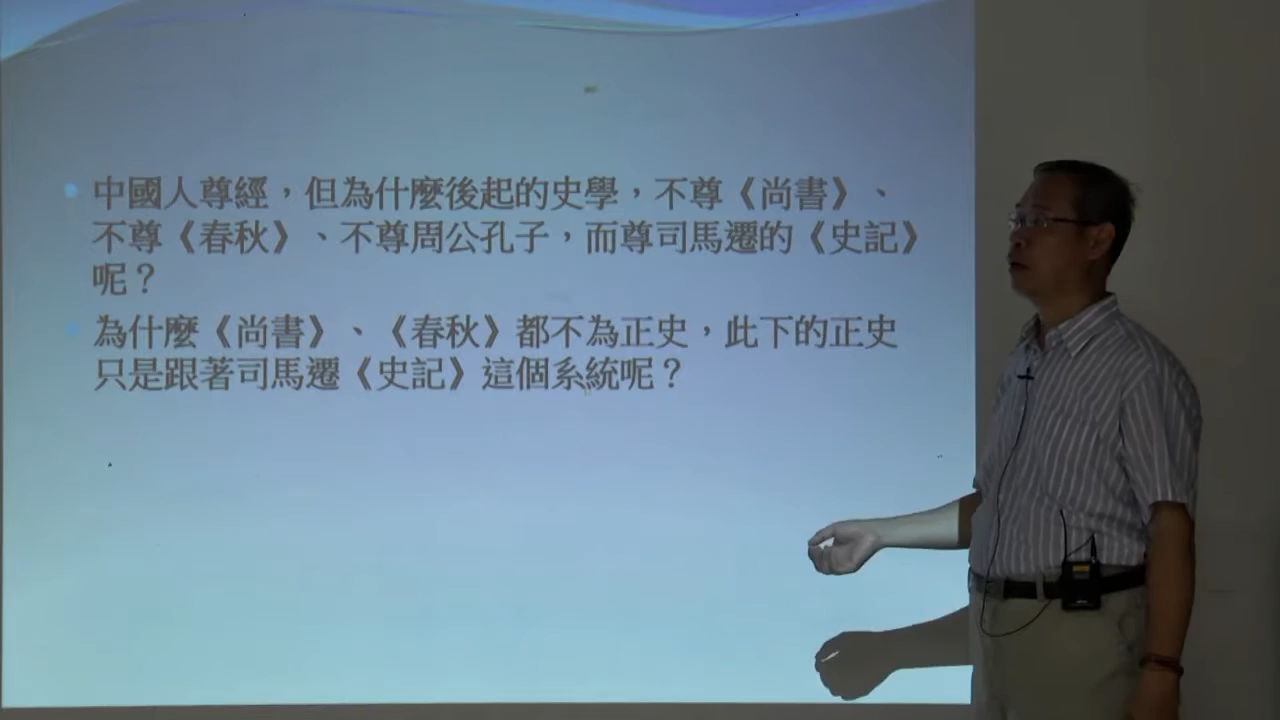 中國人尊經，但為什麼後起的史學，不尊《尚書》、
不尊《春秋》、不尊周公孔子，而尊司馬遷的《史記》
呢？
為什麼《尚書》、《春秋》都不為正史，此下的正史
只是跟著司馬遷《史記》這個系統呢？